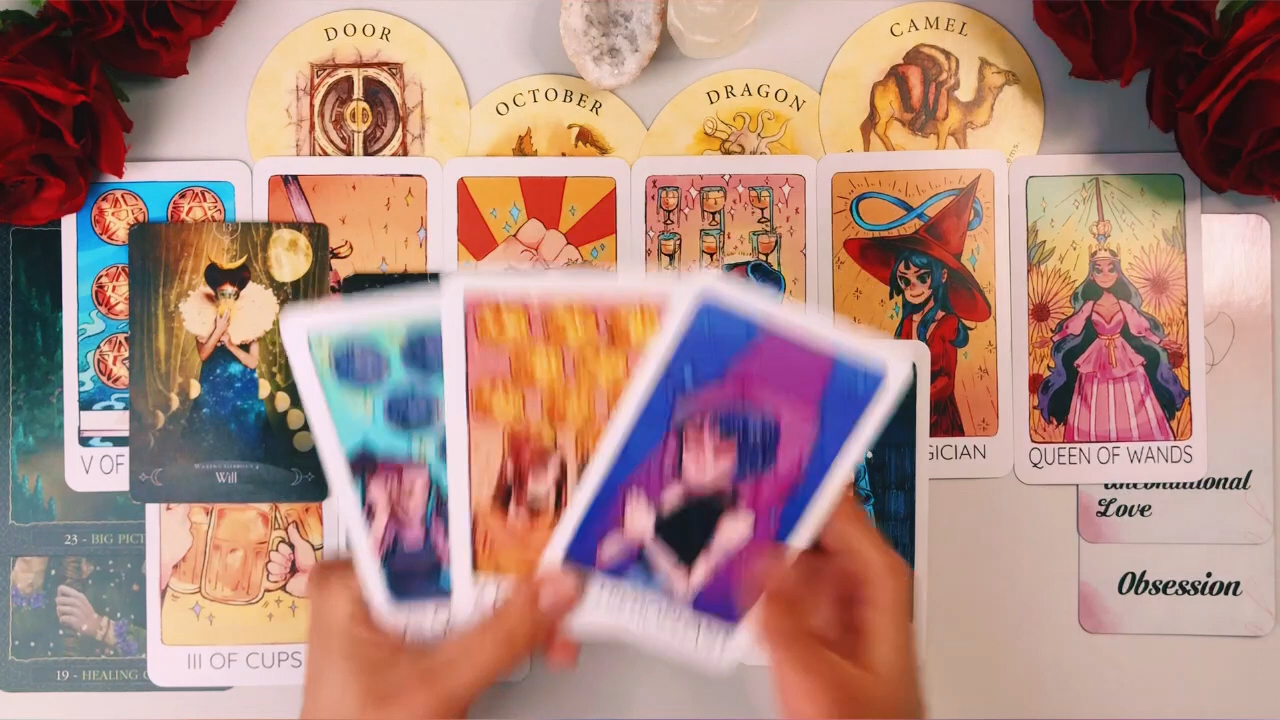 DOOR
OCTOBER
DRAGON
CAMEL
V OF
GICIAN
QUEEN OF WANDS
Will
Unconditional
Love
23 - BIG PICT
Obsession
III OF CUPS
19 - HEALING